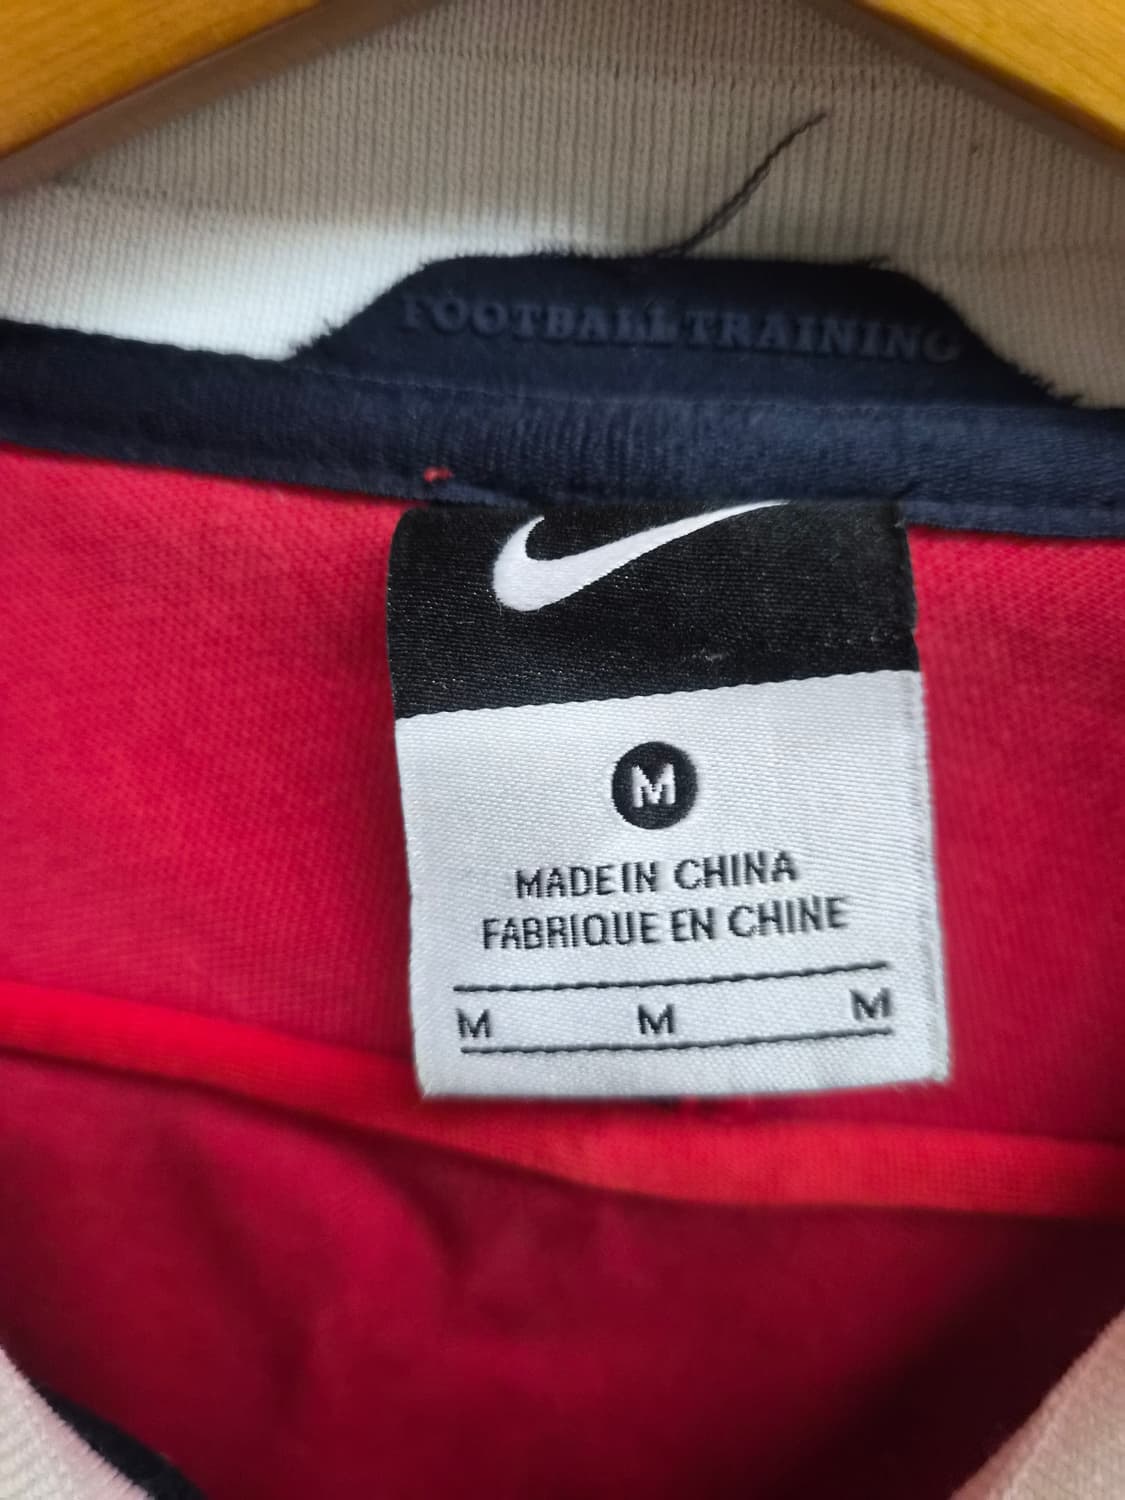 FOOTBALL TRAINING
M
MADE IN CHINA
FABRIQUE EN CHINE
M M M